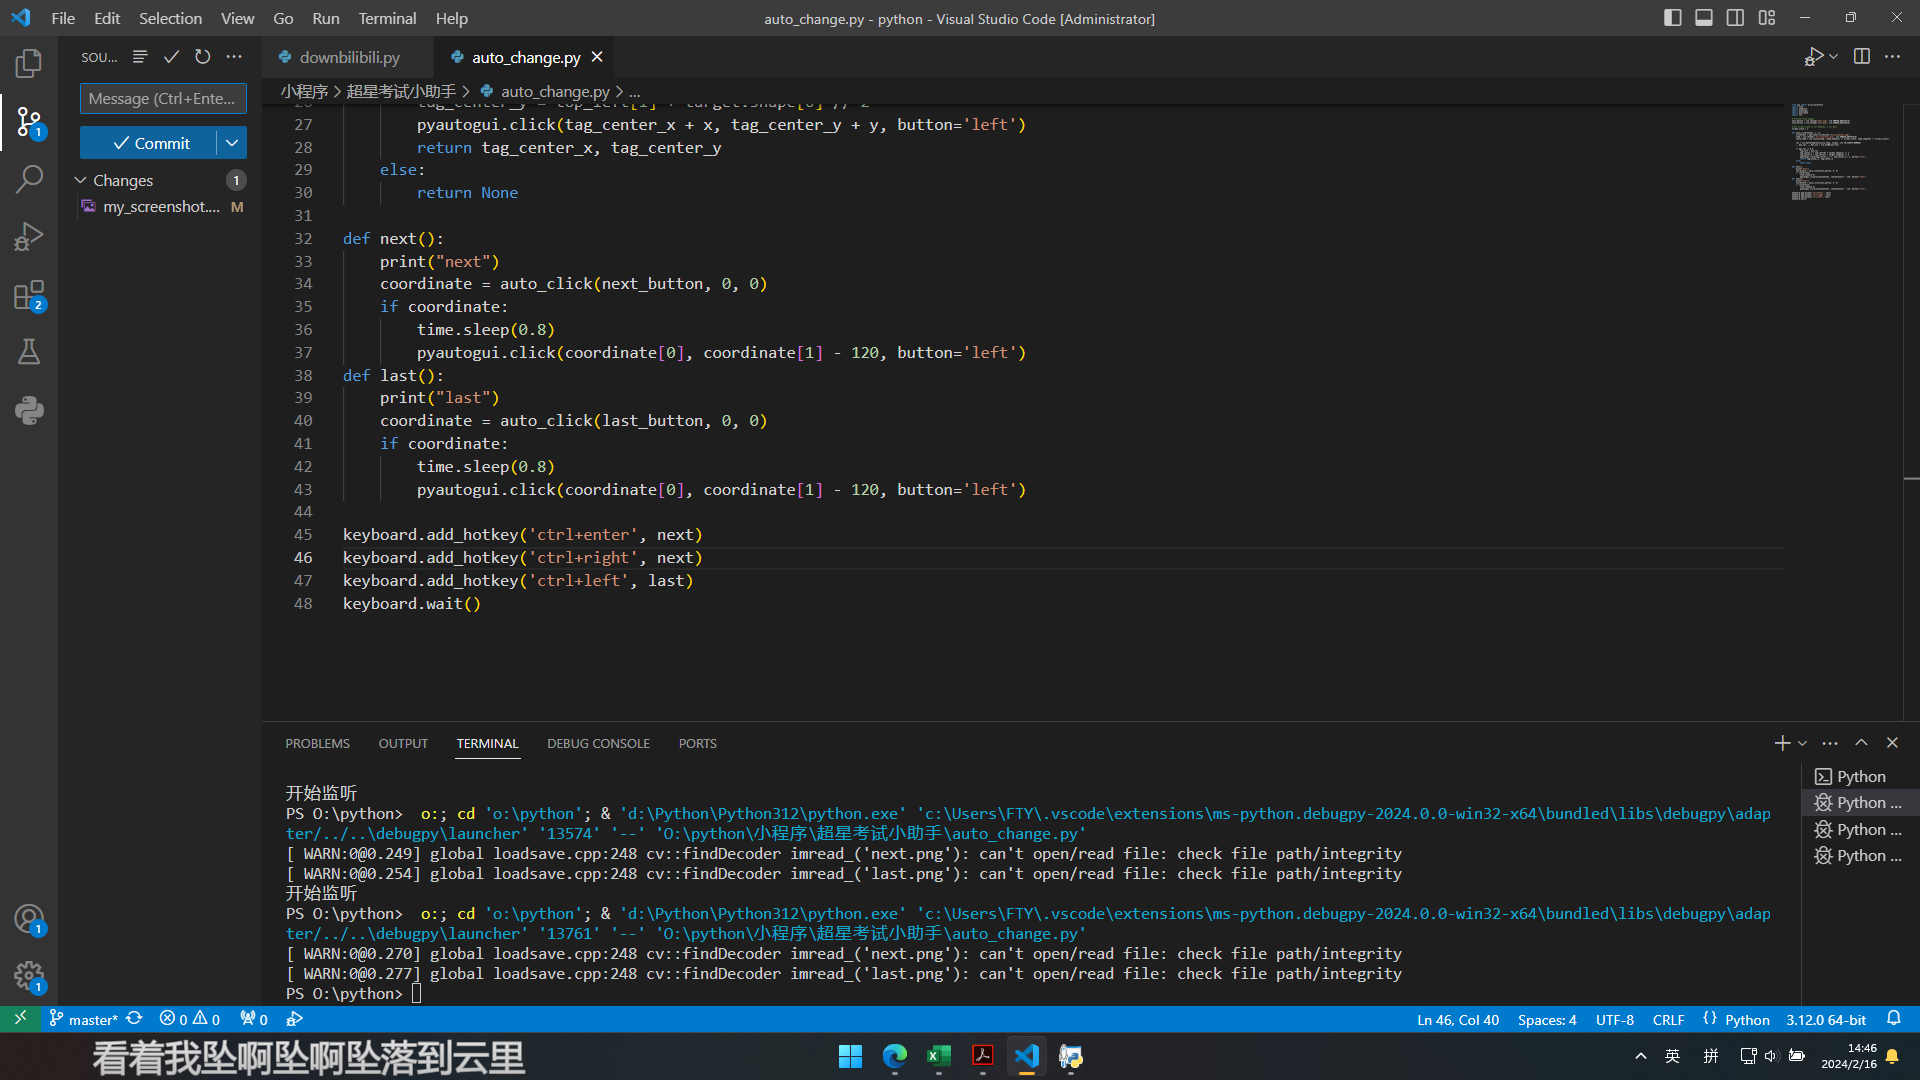 File Edit Selection View Go Run Terminal Help
auto_change.py - python - Visual Studio Code [Administrator]
SOU...
downbilibili.py
auto_change.py
小程序 > 超星考试小助手 > auto_change.py > ...
Message (Ctrl+Ente...
Commit
Changes 1
my_screenshot.... M
1
2
1
1
26 tag_center_y = top_left[1] + target.shape[0] // 2
27 pyautogui.click(tag_center_x + x, tag_center_y + y, button='left')
28 return tag_center_x, tag_center_y
29 else:
30 return None
31
32 def next():
33 print("next")
34 coordinate = auto_click(next_button, 0, 0)
35 if coordinate:
36 time.sleep(0.8)
37 pyautogui.click(coordinate[0], coordinate[1] - 120, button='left')
38 def last():
39 print("last")
40 coordinate = auto_click(last_button, 0, 0)
41 if coordinate:
42 time.sleep(0.8)
43 pyautogui.click(coordinate[0], coordinate[1] - 120, button='left')
44
45 keyboard.add_hotkey('ctrl+enter', next)
46 keyboard.add_hotkey('ctrl+right', next)
47 keyboard.add_hotkey('ctrl+left', last)
48 keyboard.wait()
PROBLEMS OUTPUT TERMINAL DEBUG CONSOLE PORTS
开始监听
PS O:\python>  o:; cd 'o:\python'; & 'd:\Python\Python312\python.exe' 'c:\Users\FTY\.vscode\extensions\ms-python.debugpy-2024.0.0-win32-x64\bundled\libs\debugpy\adap
ter/../..\debugpy\launcher' '13574' '--' 'O:\python\小程序\超星考试小助手\auto_change.py'
[ WARN:0@0.249] global loadsave.cpp:248 cv::findDecoder imread_('next.png'): can't open/read file: check file path/integrity
[ WARN:0@0.254] global loadsave.cpp:248 cv::findDecoder imread_('last.png'): can't open/read file: check file path/integrity
开始监听
PS O:\python>  o:; cd 'o:\python'; & 'd:\Python\Python312\python.exe' 'c:\Users\FTY\.vscode\extensions\ms-python.debugpy-2024.0.0-win32-x64\bundled\libs\debugpy\adap
ter/../..\debugpy\launcher' '13761' '--' 'O:\python\小程序\超星考试小助手\auto_change.py'
[ WARN:0@0.270] global loadsave.cpp:248 cv::findDecoder imread_('next.png'): can't open/read file: check file path/integrity
[ WARN:0@0.277] global loadsave.cpp:248 cv::findDecoder imread_('last.png'): can't open/read file: check file path/integrity
PS O:\python>
Python
Python ...
Python ...
Python ...
master* 0 0 0
Ln 46, Col 40 Spaces: 4 UTF-8 CRLF {} Python 3.12.0 64-bit
看着我坠啊坠啊坠落到云里
英 拼
14:46
2024/2/16